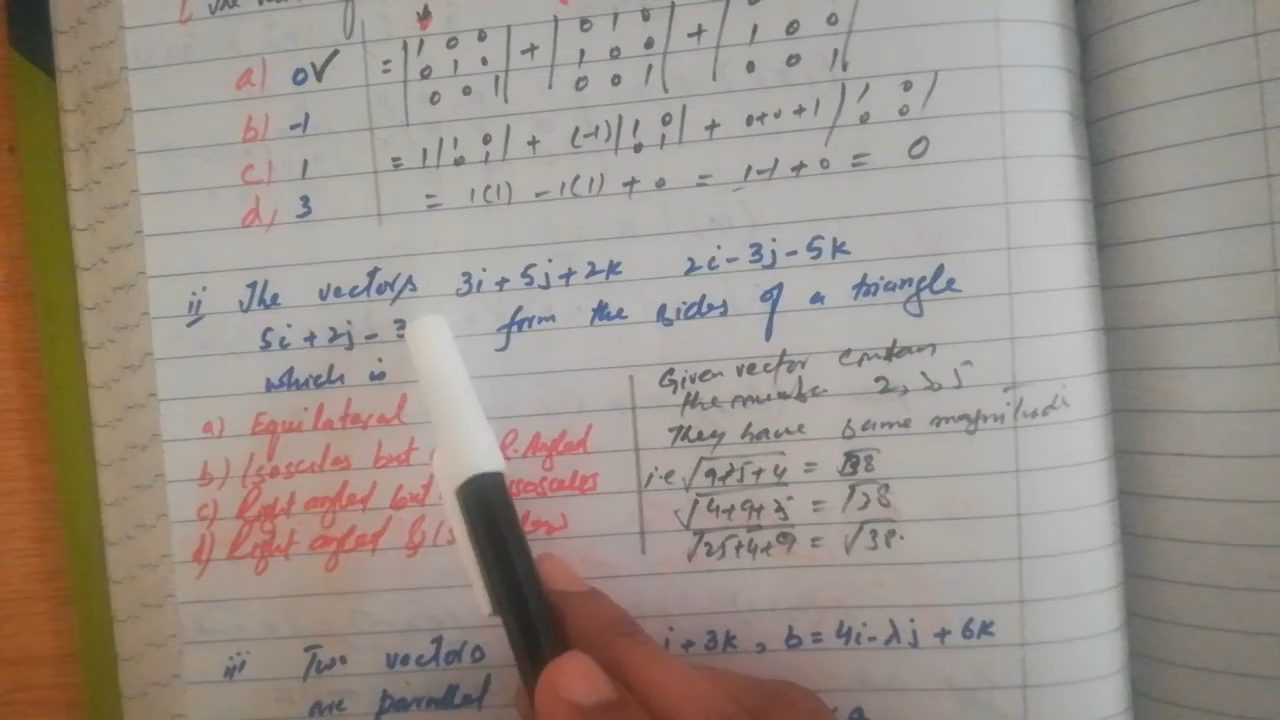 The
a) 0✓ = |1 0 0| + |0 1 0| + | |
|0 1 0| |1 0 0| |1 0 0|
|0 0 1| |0 0 1| |0 0 1|
b) -1
c) 1 = 1|1 0| + (-1)|1 0| + 0+0+1|1 0|
|0 1| |0 1| |0 0|
d, 3 = 1(1) - 1(1) + 0 = 1-1+0 = 0
ii The vectors 3i+5j+2k 2i-3j-5k
5i+2j- form the sides of a triangle
which is
a) Equilateral
b) Isosceles but R.Angled
c) Right angled but
d) Right angled &
Given vector contain
the 2, 3, 5
They have same magnitude
i.e √9+25+4 = √38
√4+9+ = √38
√25+4+9 = √38.
iii Two vectors i+3k, b=4i-λj+6k
are parallel